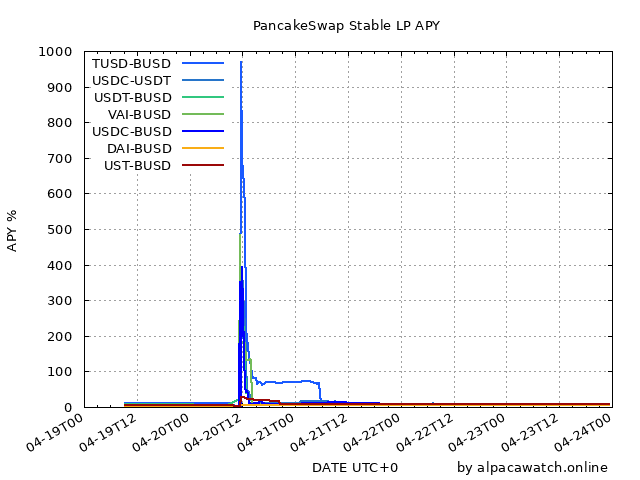 PancakeSwap Stable LP APY
1000
900
800
700
600
500
400
300
200
100
0
APY %
TUSD-BUSD
USDC-USDT
USDT-BUSD
VAI-BUSD
USDC-BUSD
DAI-BUSD
UST-BUSD
04-19T00
04-19T12
04-20T00
04-20T12
04-21T00
04-21T12
04-22T00
04-22T12
04-23T00
04-23T12
04-24T00
DATE UTC+0
by alpacawatch.online